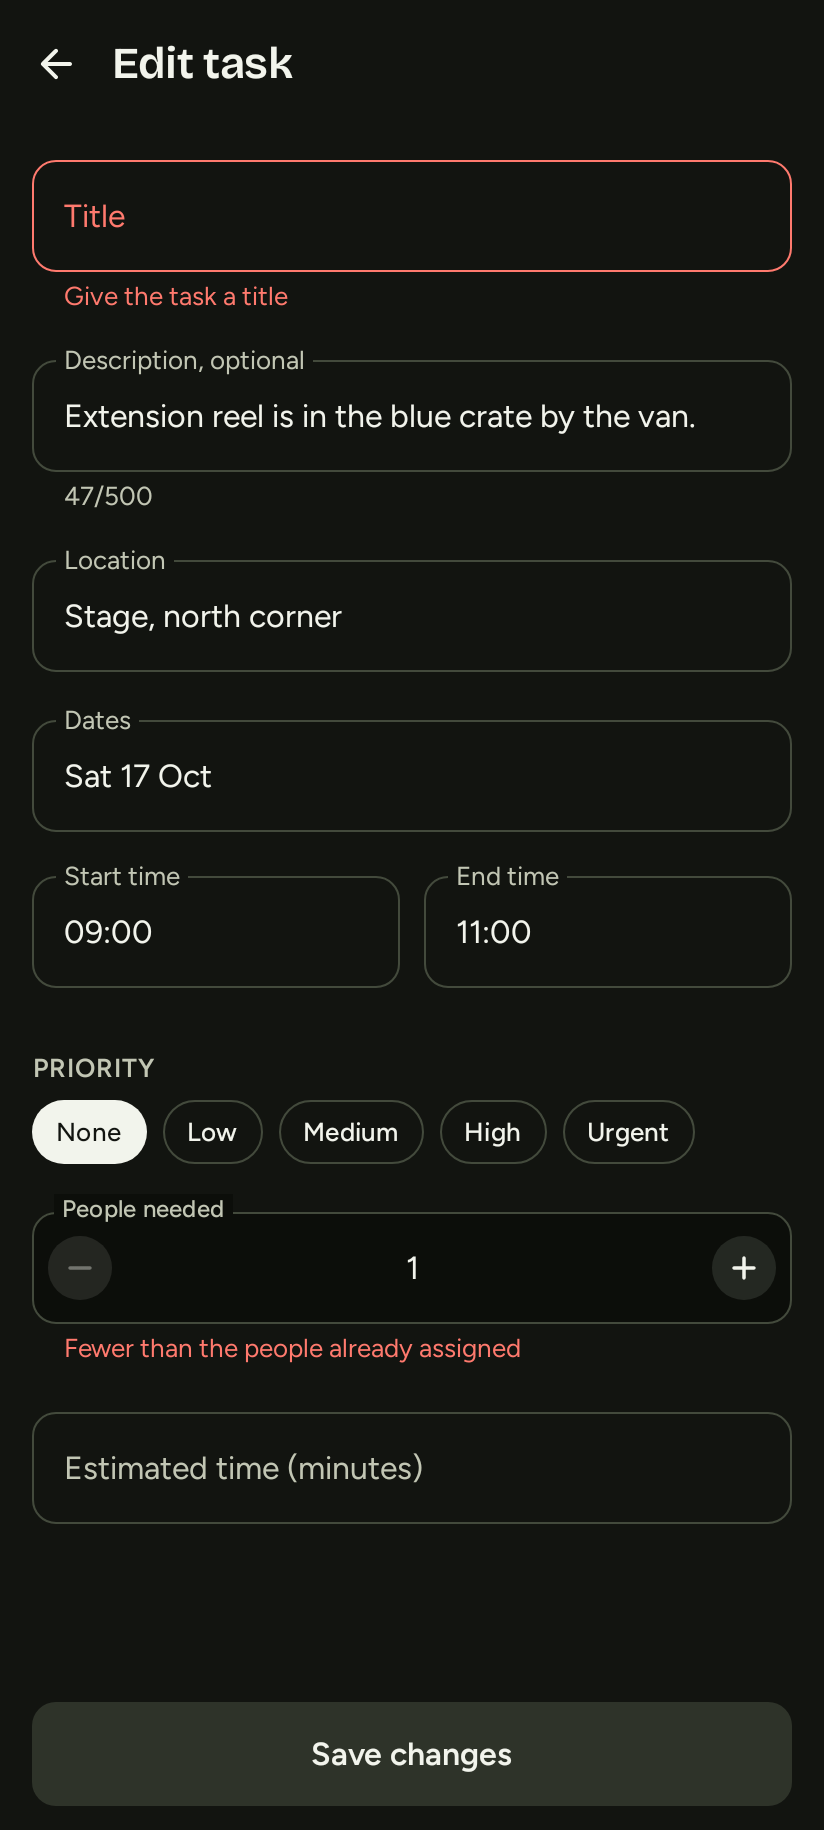 Edit task
Title
Give the task a title
Description, optional
Extension reel is in the blue crate by the van.
47/500
Location
Stage, north corner
Dates
Sat 17 Oct
Start time
End time
09:00
11:00
PRIORITY
None Low Medium High Urgent
People needed
1
Fewer than the people already assigned
Estimated time (minutes)
Save changes